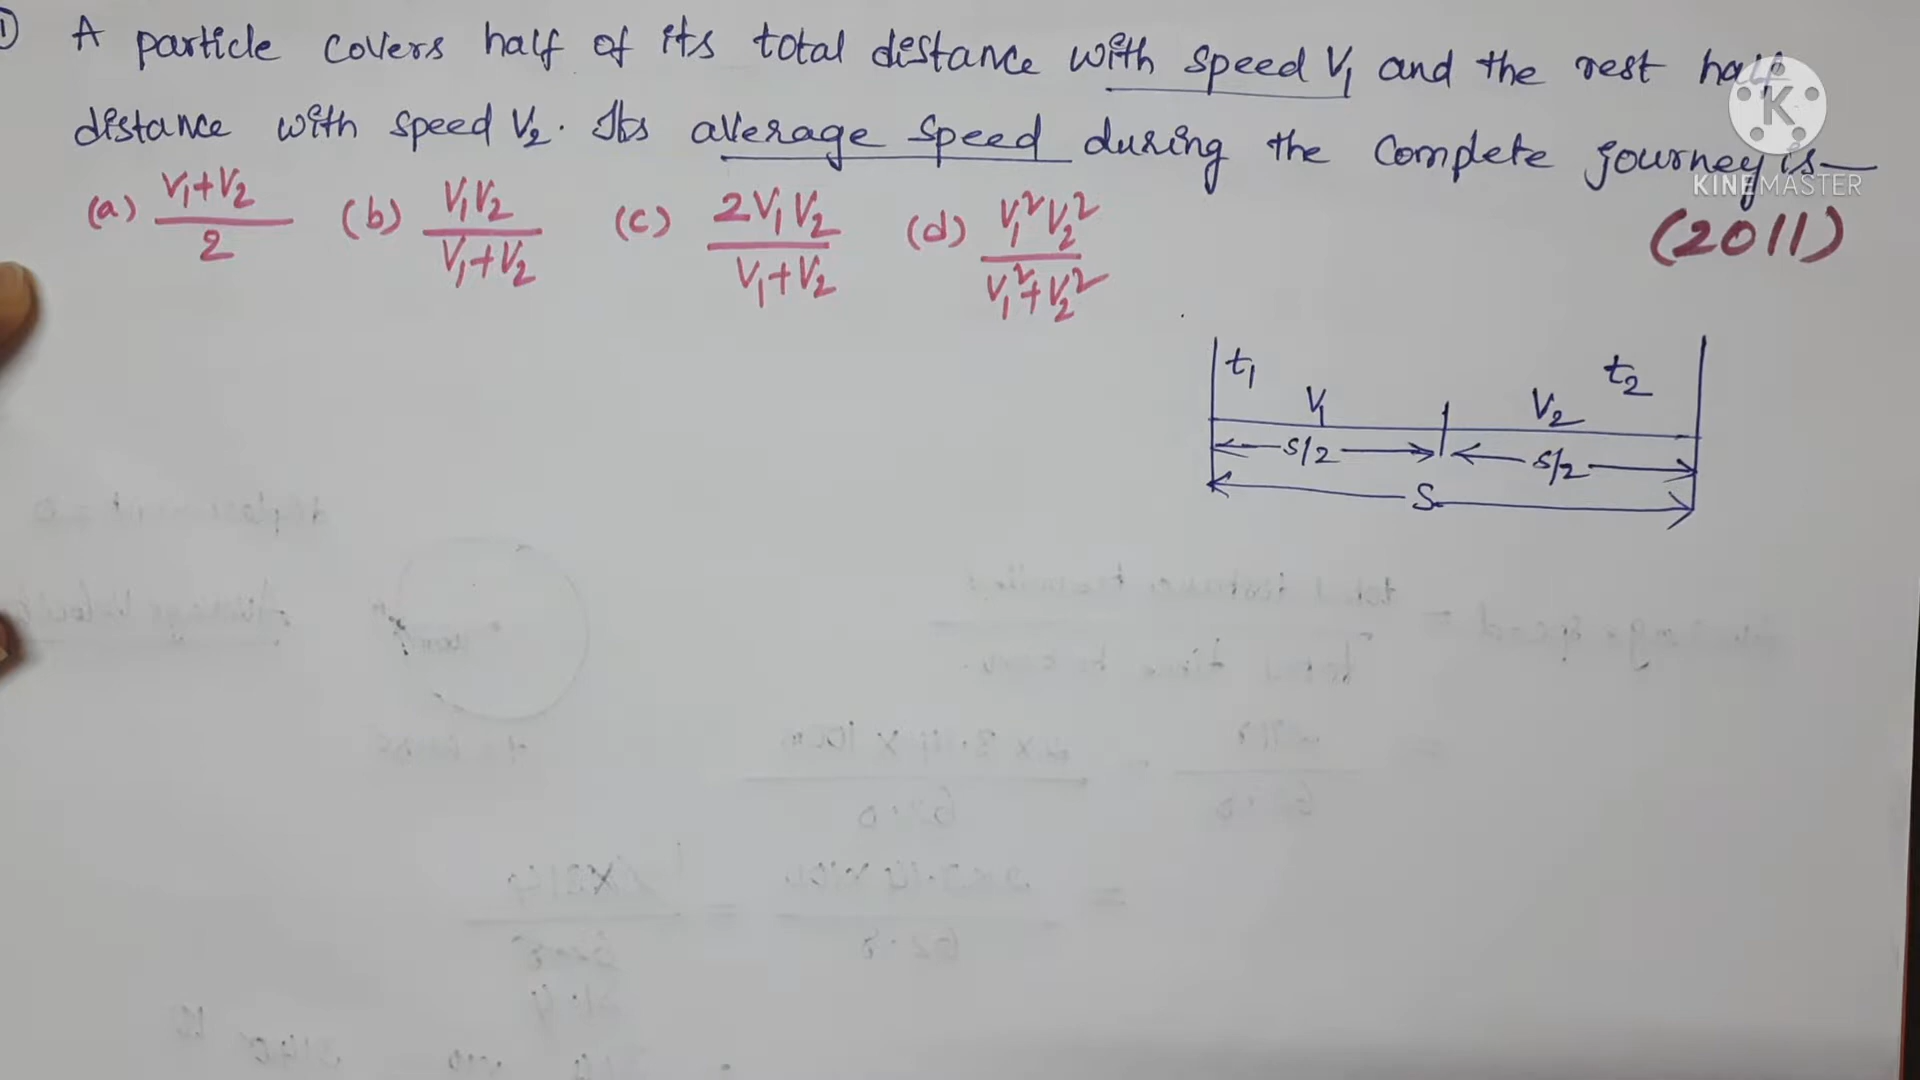 ① A particle covers half of its total distance with speed V₁ and the rest half
distance with speed V₂. Its average speed during the complete journey is—
KINEMASTER
(a) V₁+V₂/2 (b) V₁V₂/V₁+V₂ (c) 2V₁V₂/V₁+V₂ (d) V₁²V₂²/V₁²+V₂²
(2011)
t₁ t₂
V₁ V₂
s/2 s/2
S